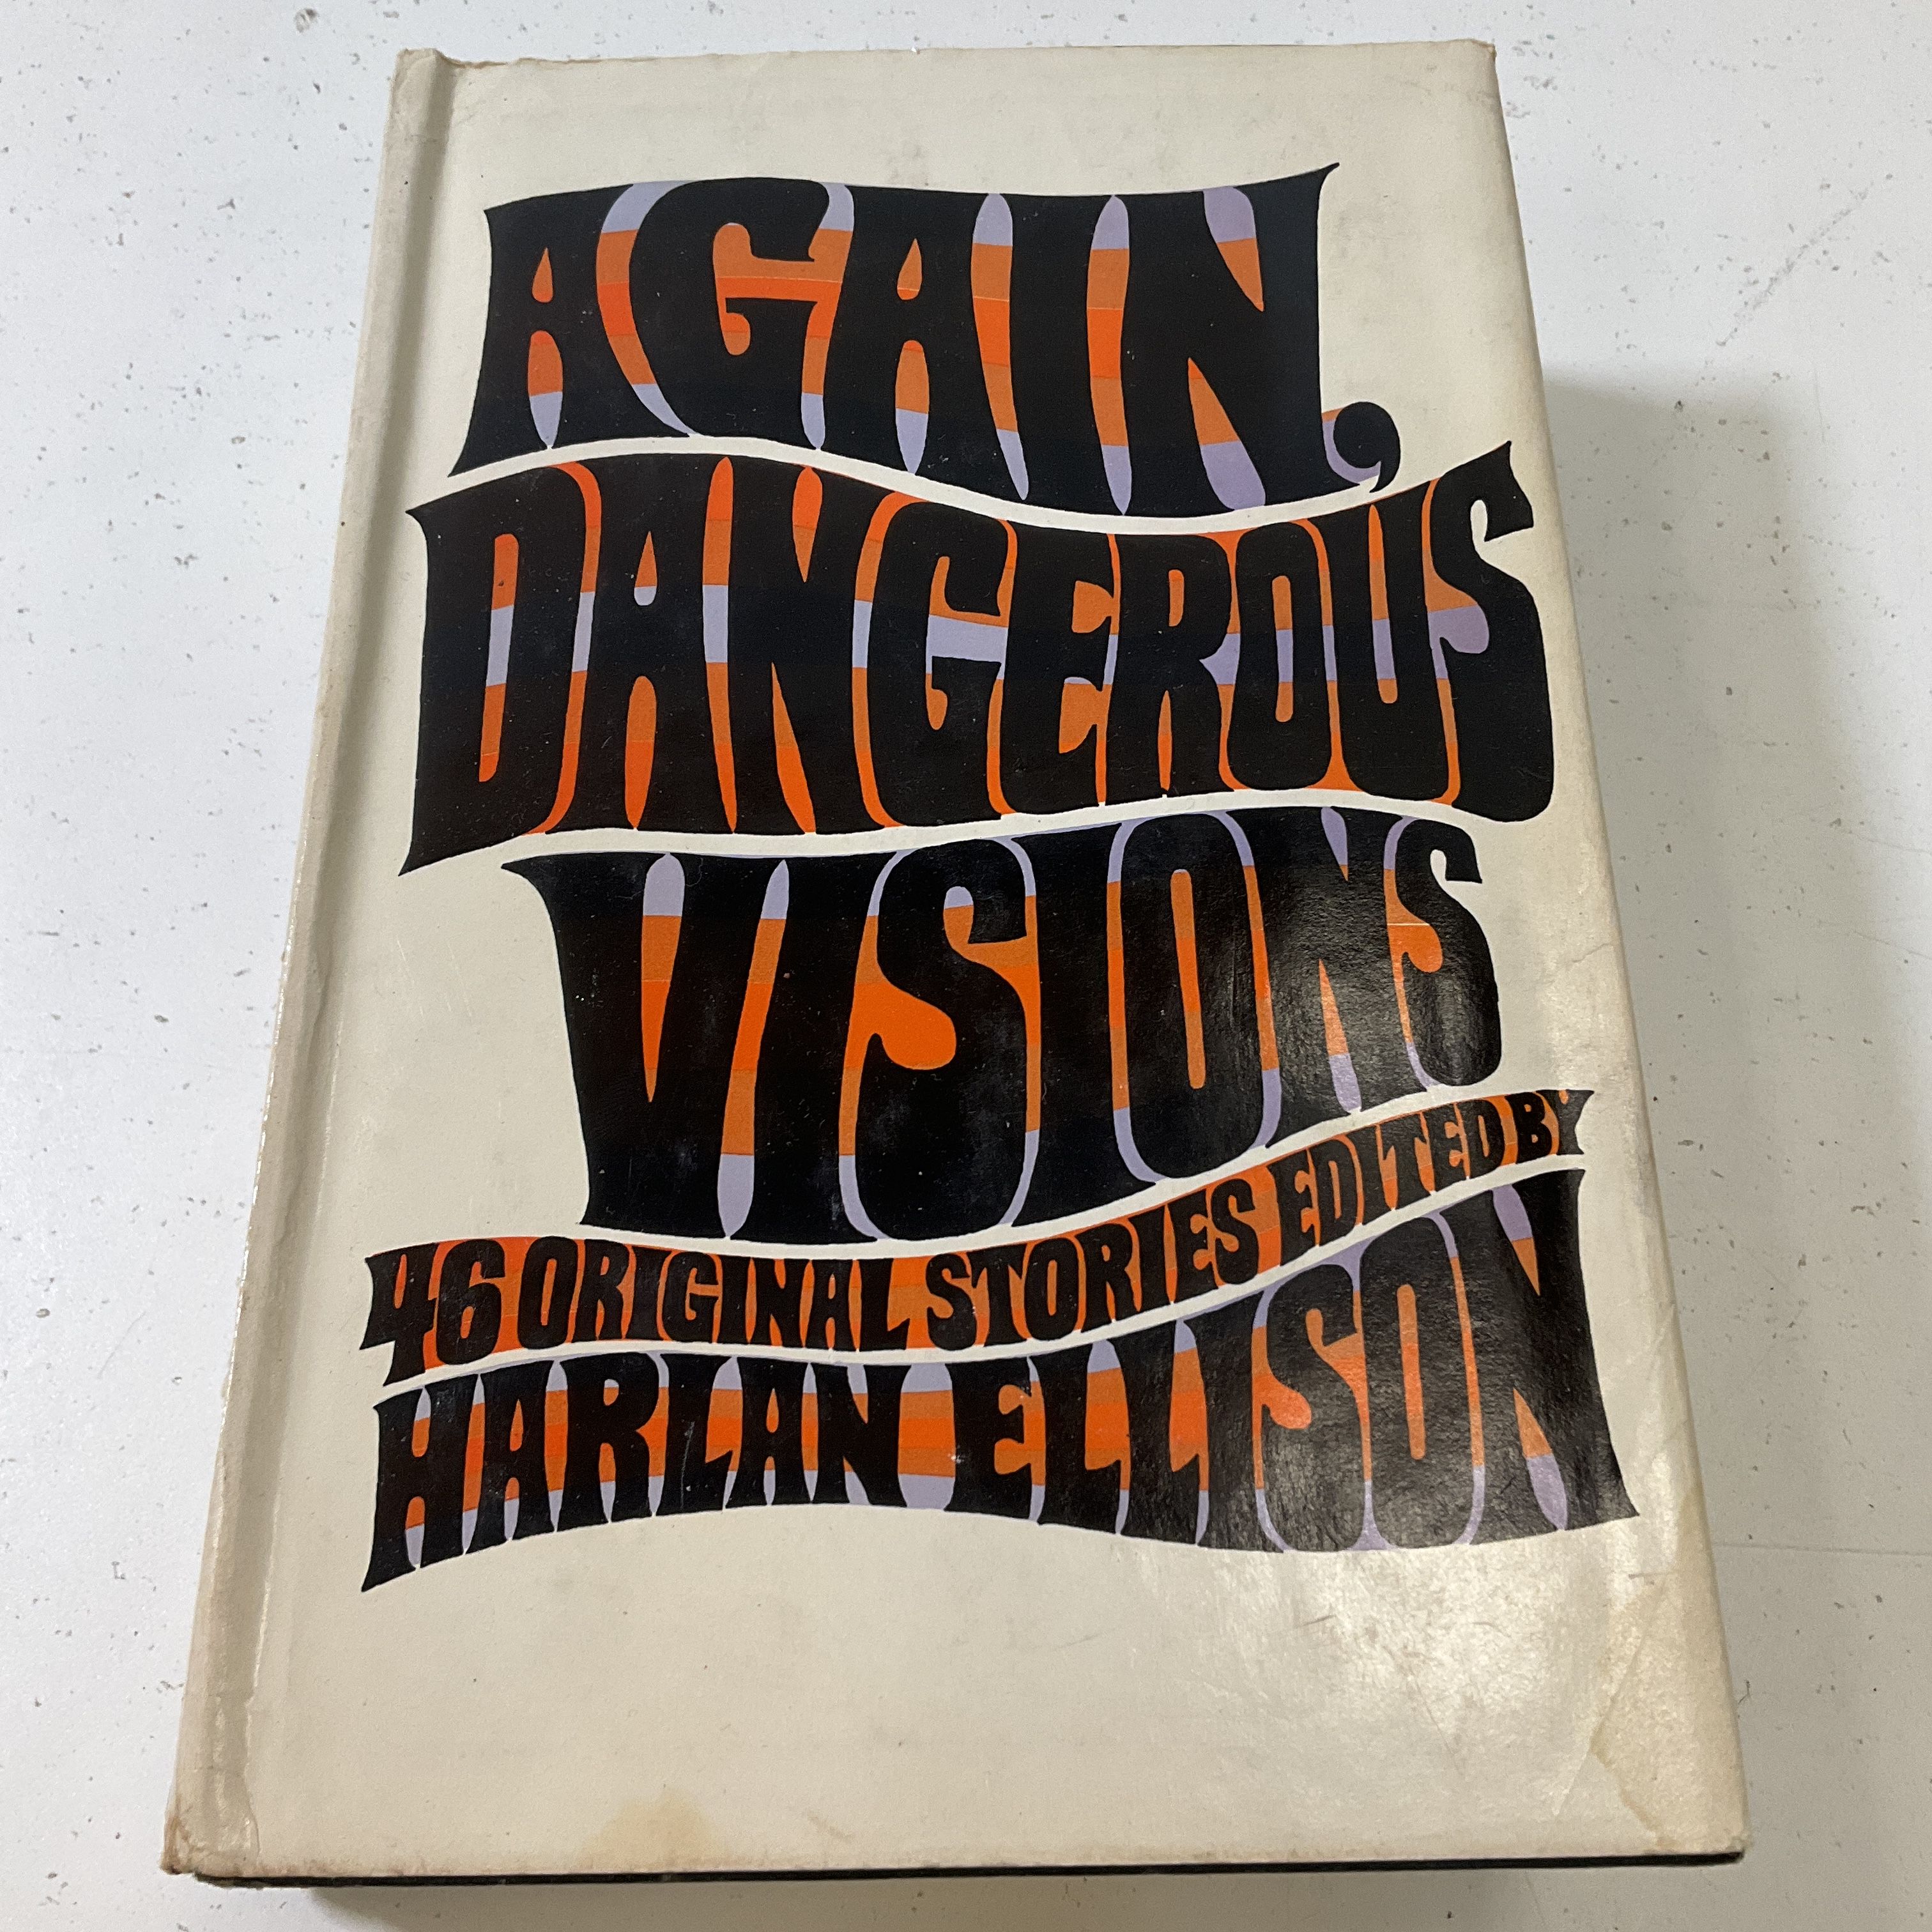 AGAIN,
DANGEROUS
VISIONS
46 ORIGINAL STORIES EDITED BY
HARLAN ELLISON